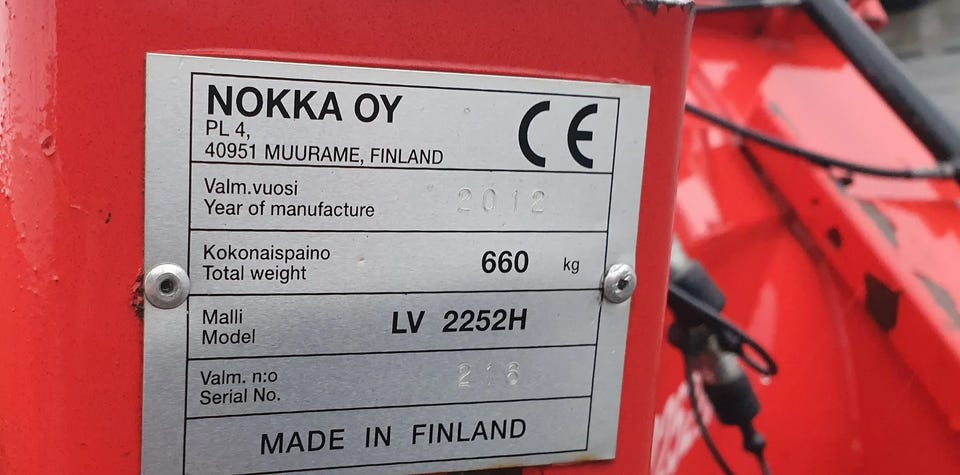 NOKKA OY
PL 4,
40951 MUURAME, FINLAND
CE
Valm.vuosi
Year of manufacture
2012
Kokonaispaino
Total weight
660 kg
Malli
Model
LV 2252H
Valm. n:o
Serial No.
216
MADE IN FINLAND